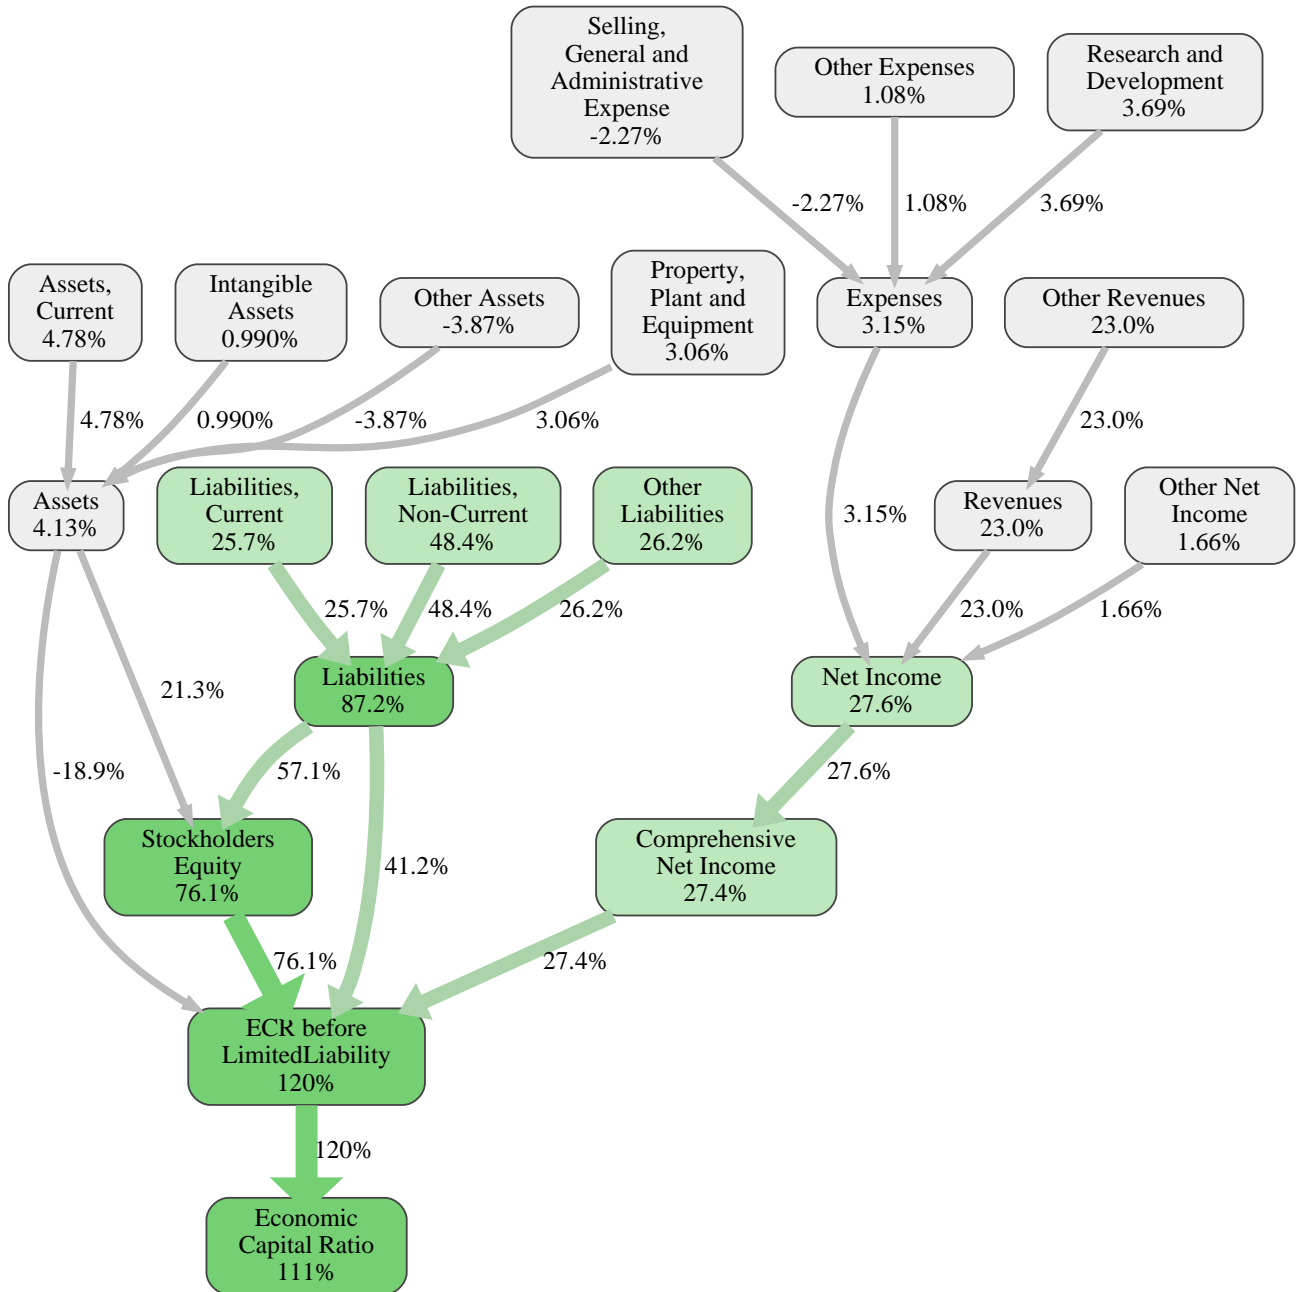 Selling,
General and
Administrative
Expense
-2.27%
Other Expenses
1.08%
Research and
Development
3.69%
-2.27%
1.08%
3.69%
Assets,
Current
4.78%
Intangible
Assets
0.990%
Other Assets
-3.87%
Property,
Plant and
Equipment
3.06%
Expenses
3.15%
Other Revenues
23.0%
4.78%
0.990%
-3.87%
3.06%
23.0%
Assets
4.13%
Liabilities,
Current
25.7%
Liabilities,
Non-Current
48.4%
Other
Liabilities
26.2%
3.15%
Revenues
23.0%
Other Net
Income
1.66%
25.7%
48.4%
26.2%
23.0%
1.66%
21.3%
Liabilities
87.2%
Net Income
27.6%
-18.9%
57.1%
27.6%
Stockholders
Equity
76.1%
41.2%
Comprehensive
Net Income
27.4%
76.1%
27.4%
ECR before
LimitedLiability
120%
120%
Economic
Capital Ratio
111%